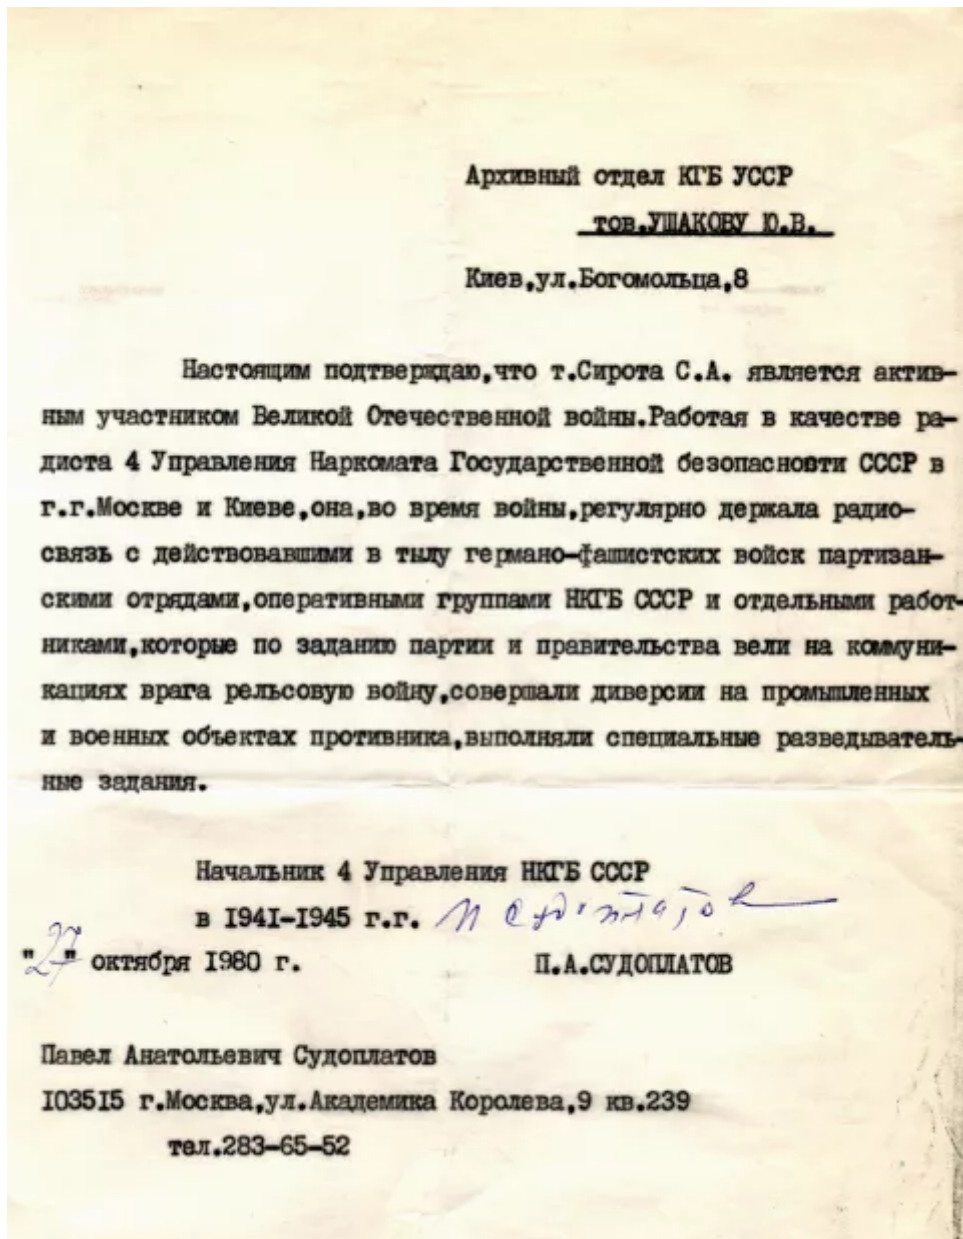 Архивный отдел КГБ УССР
тов.УШАКОВУ Ю.В.
Киев,ул.Богомольца,8
Настоящим подтверждаю,что т.Сирота С.А. является актив-
ным участником Великой Отечественной войны.Работая в качестве ра-
диста 4 Управления Наркомата Государственной безопасности СССР в
г.г.Москве и Киеве,она,во время войны,регулярно держала радио-
связь с действовавшими в тылу германо-фашистских войск партизан-
скими отрядами,оперативными группами НКГБ СССР и отдельными работ-
никами,которые по заданию партии и правительства вели на коммуни-
кациях врага рельсовую войну,совершали диверсии на промышленных
и военных объектах противника,выполняли специальные разведыватель-
ные задания.
Начальник 4 Управления НКГБ СССР
в 1941-1945 г.г. П Судоплатов
"27" октября 1980 г. П.А.СУДОПЛАТОВ
Павел Анатольевич Судоплатов
103515 г.Москва,ул.Академика Королева,9 кв.239
тел.283-65-52